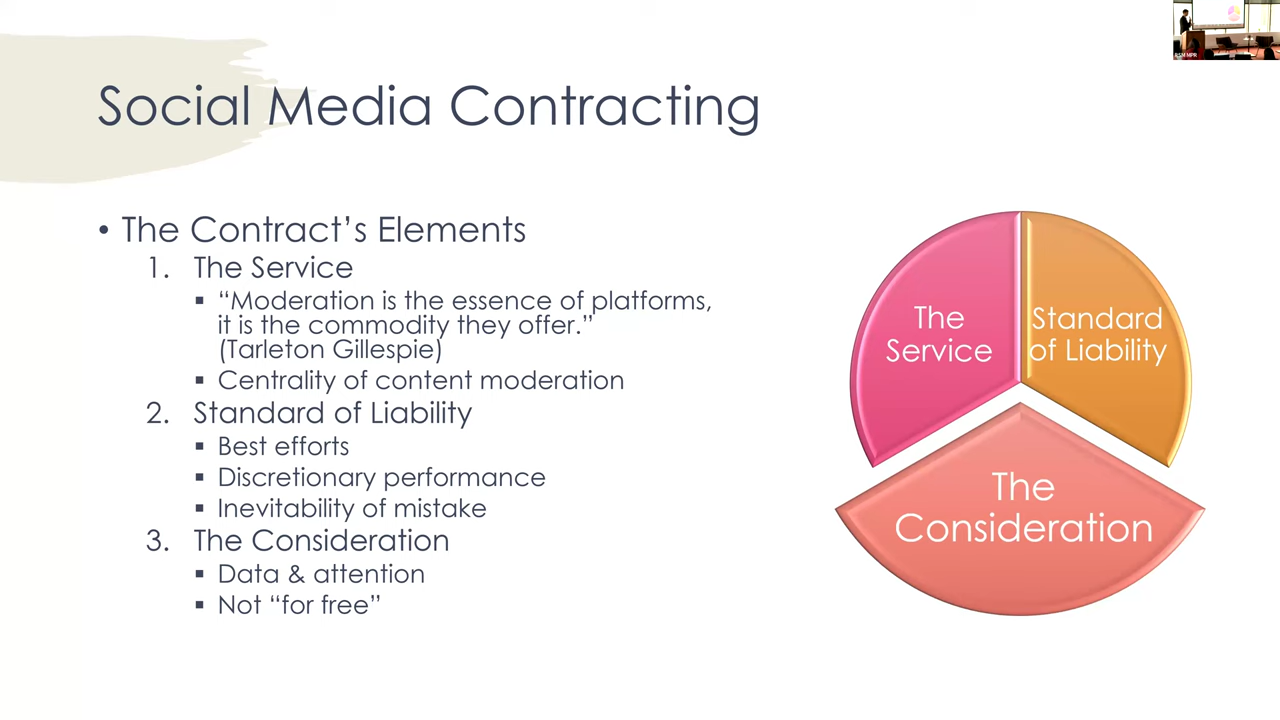 Social Media Contracting
• The Contract's Elements
1. The Service
▪ “Moderation is the essence of platforms,
it is the commodity they offer.”
(Tarleton Gillespie)
▪ Centrality of content moderation
2. Standard of Liability
▪ Best efforts
▪ Discretionary performance
▪ Inevitability of mistake
3. The Consideration
▪ Data & attention
▪ Not “for free”
The
Service
Standard
of Liability
The
Consideration